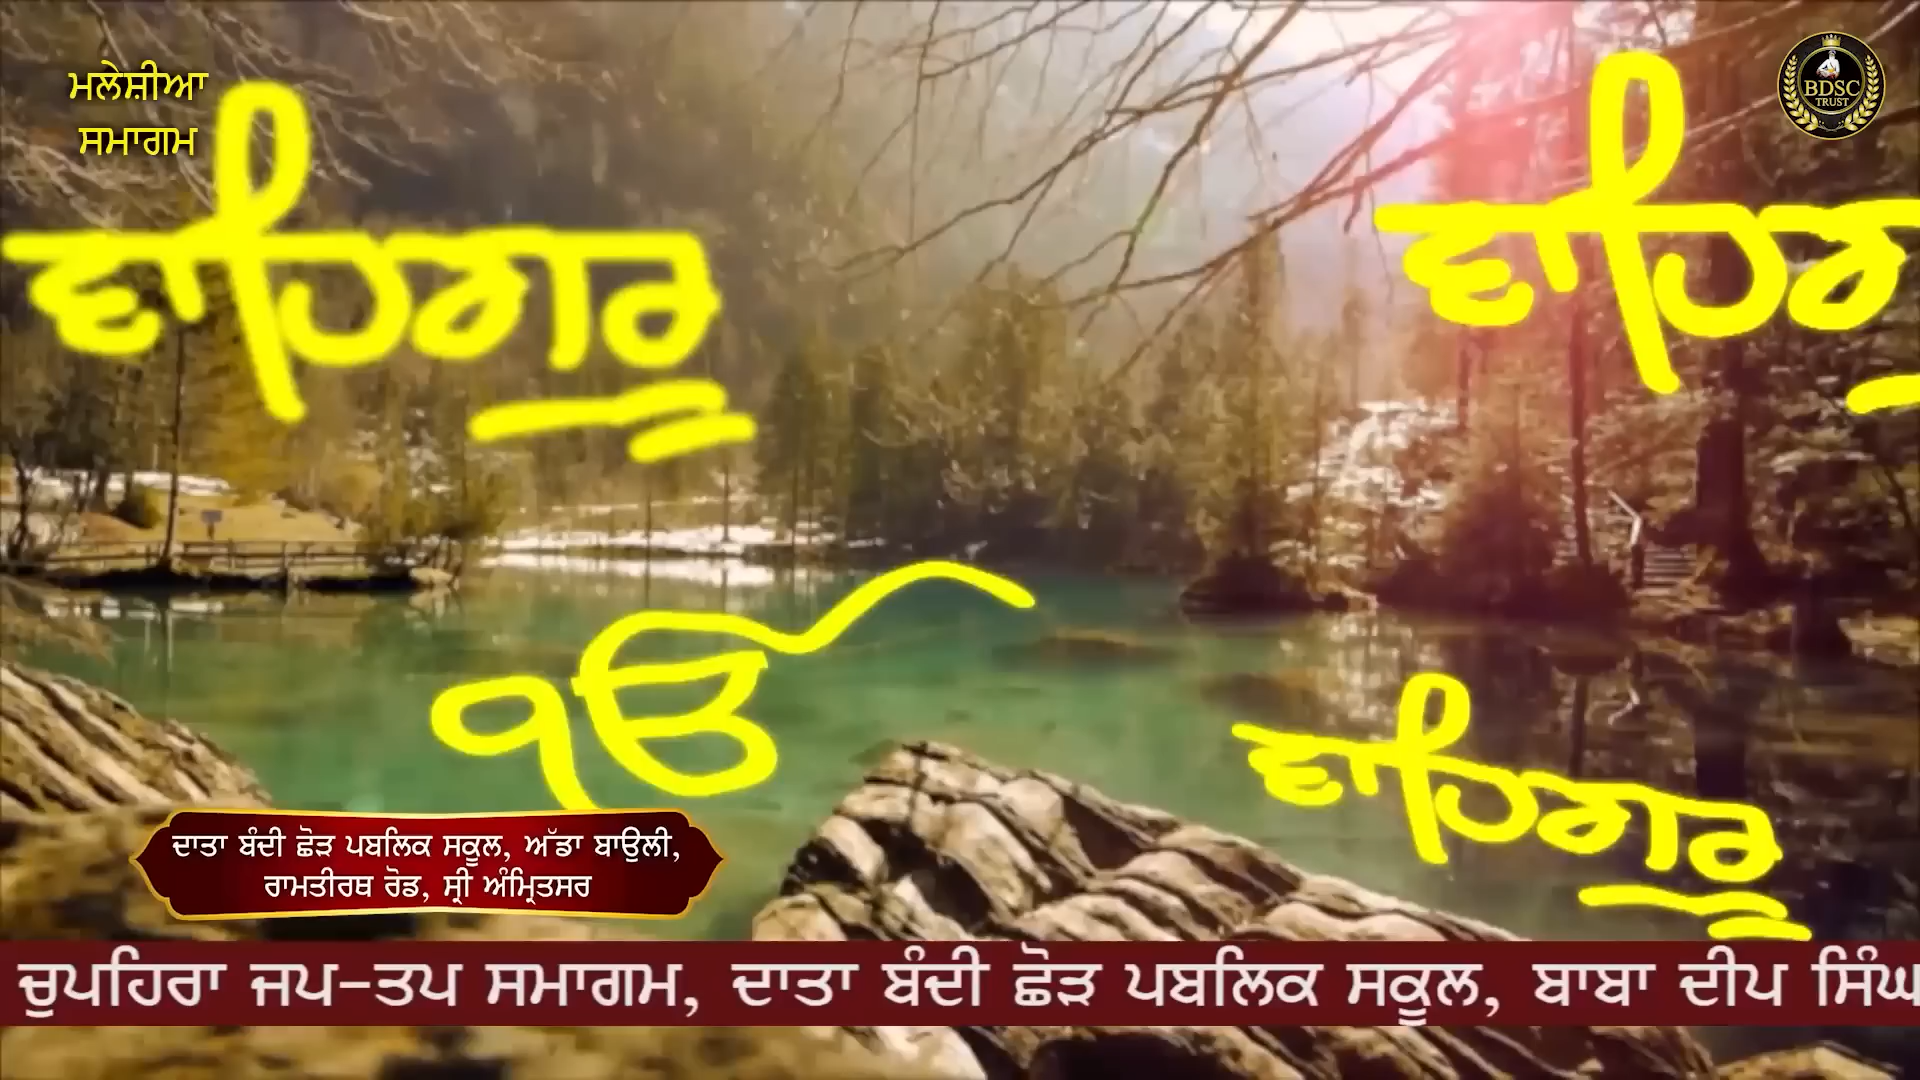 ਮਲੇਸ਼ੀਆ
ਸਮਾਗਮ
BDSC
TRUST
ਵਾਹਿਗੁਰੂ
ਵਾਹਿਗ
ੴ
ਵਾਹਿਗੁਰੂ
ਦਾਤਾ ਬੰਦੀ ਛੋੜ ਪਬਲਿਕ ਸਕੂਲ, ਅੱਡਾ ਬਾਉਲੀ,
ਰਾਮਤੀਰਥ ਰੋਡ, ਸ੍ਰੀ ਅੰਮ੍ਰਿਤਸਰ
ਚੁਪਹਿਰਾ ਜਪ-ਤਪ ਸਮਾਗਮ, ਦਾਤਾ ਬੰਦੀ ਛੋੜ ਪਬਲਿਕ ਸਕੂਲ, ਬਾਬਾ ਦੀਪ ਸਿੰਘ